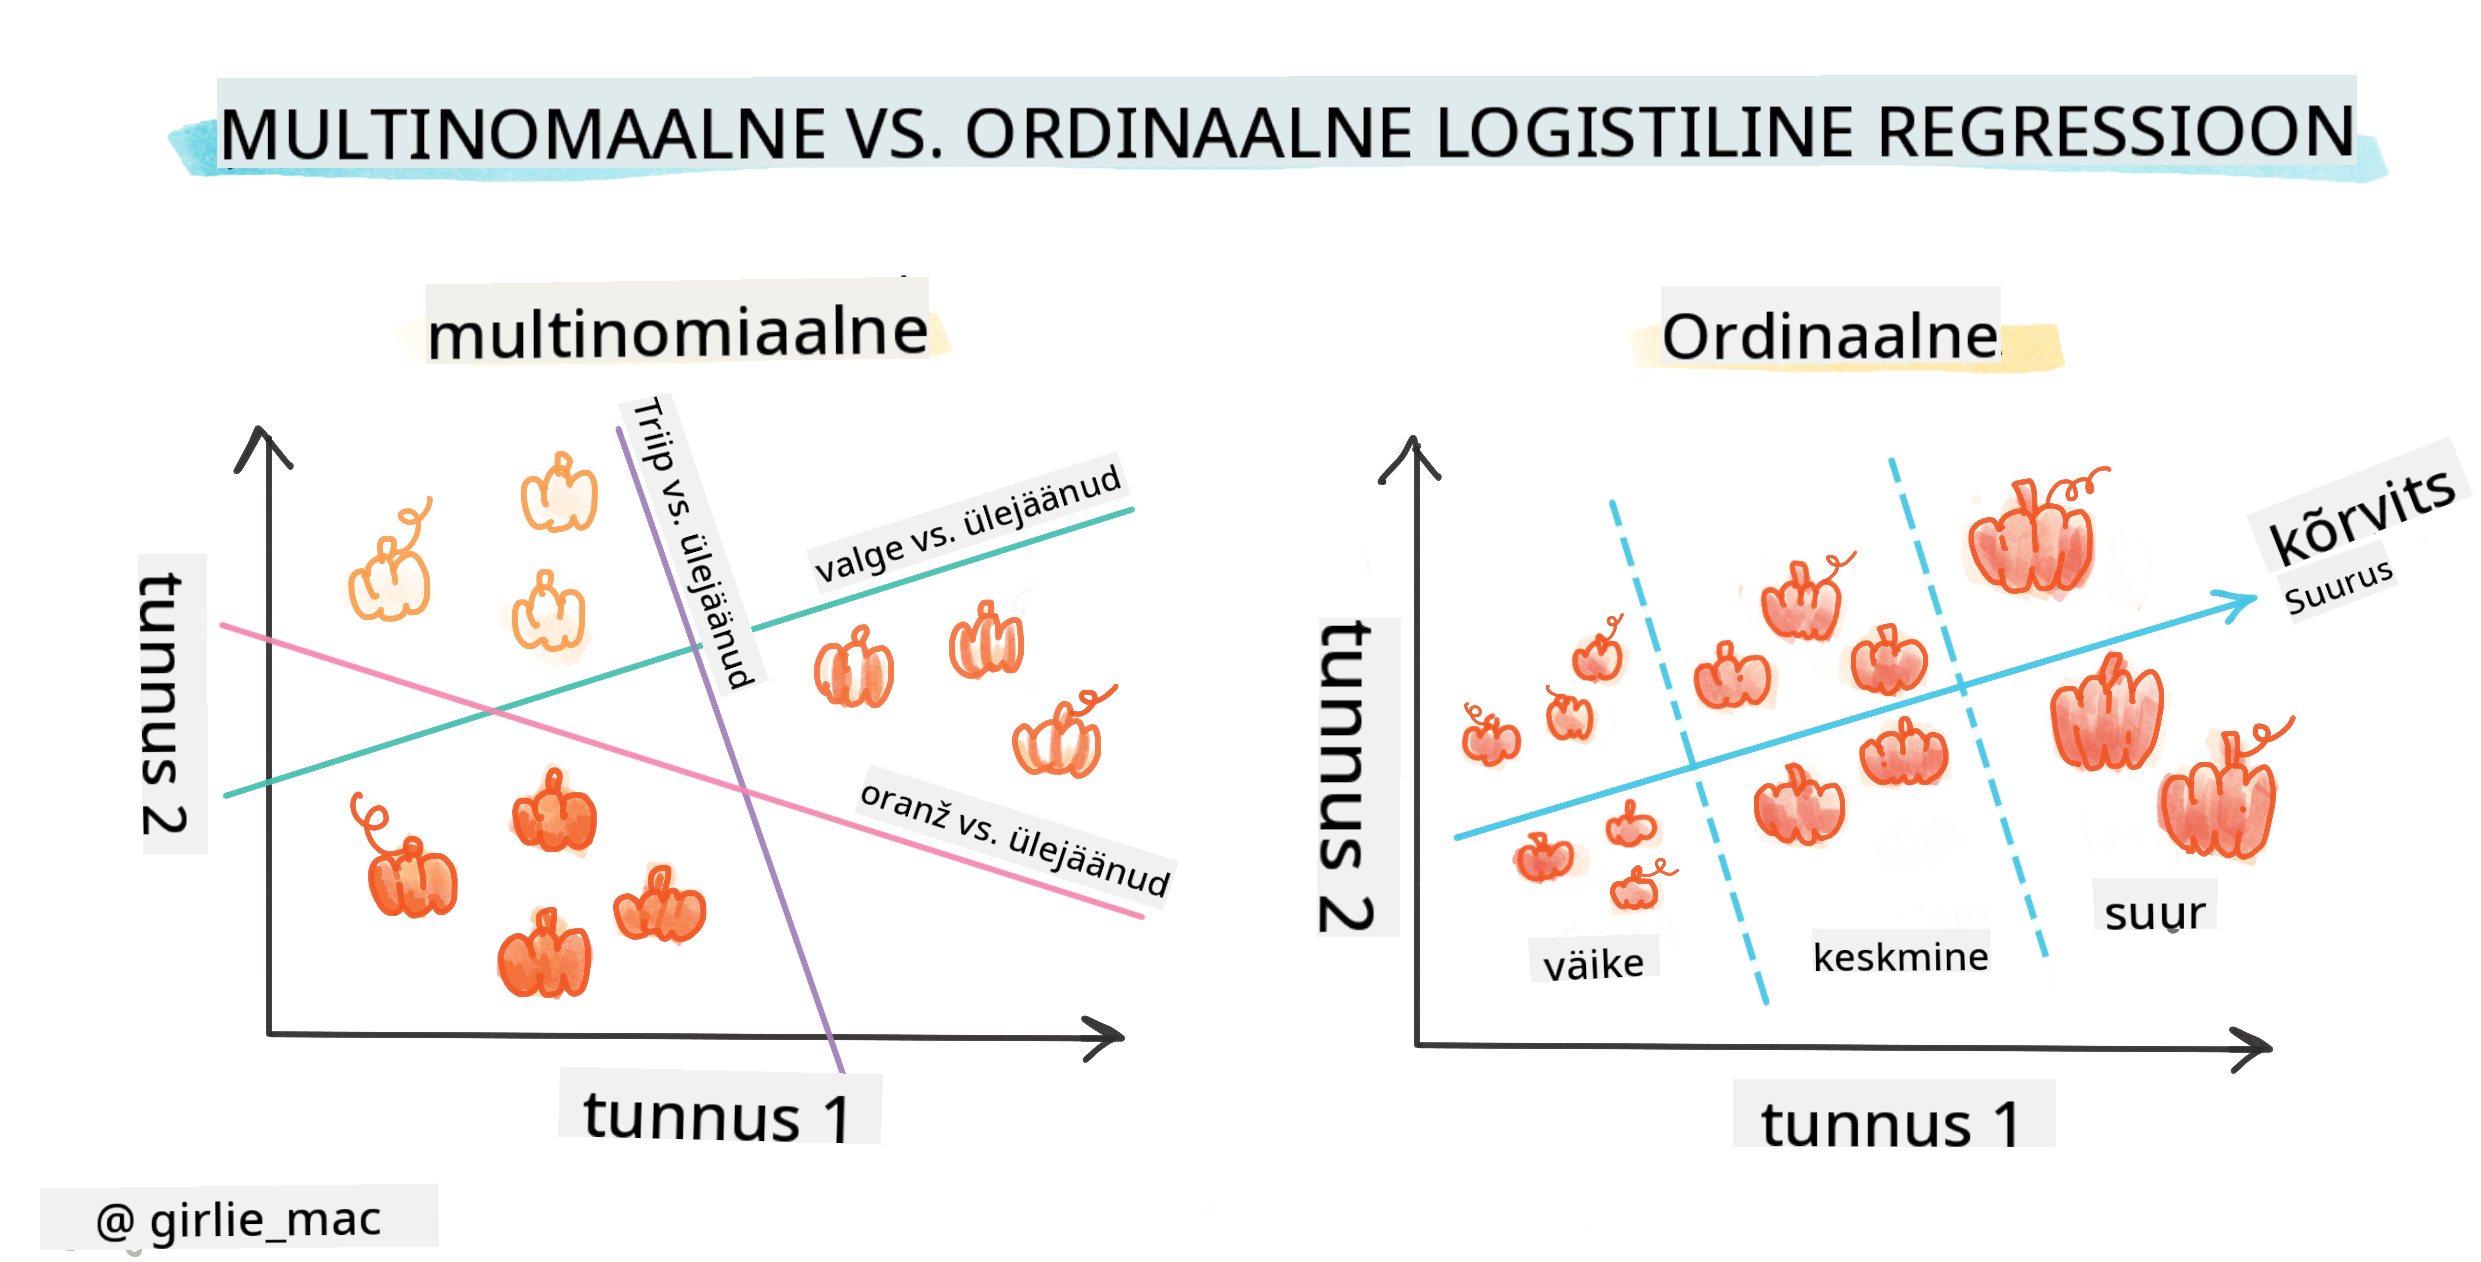 MULTINOMAALNE VS. ORDINAALNE LOGISTILINE REGRESSIOON
multinomiaalne
Triip vs. ülejäänud
valge vs. ülejäänud
oranž vs. ülejäänud
tunnus 2
tunnus 1
Ordinaalne
kõrvits
Suurus
tunnus 2
väike
keskmine
suur
tunnus 1
@ girlie_mac